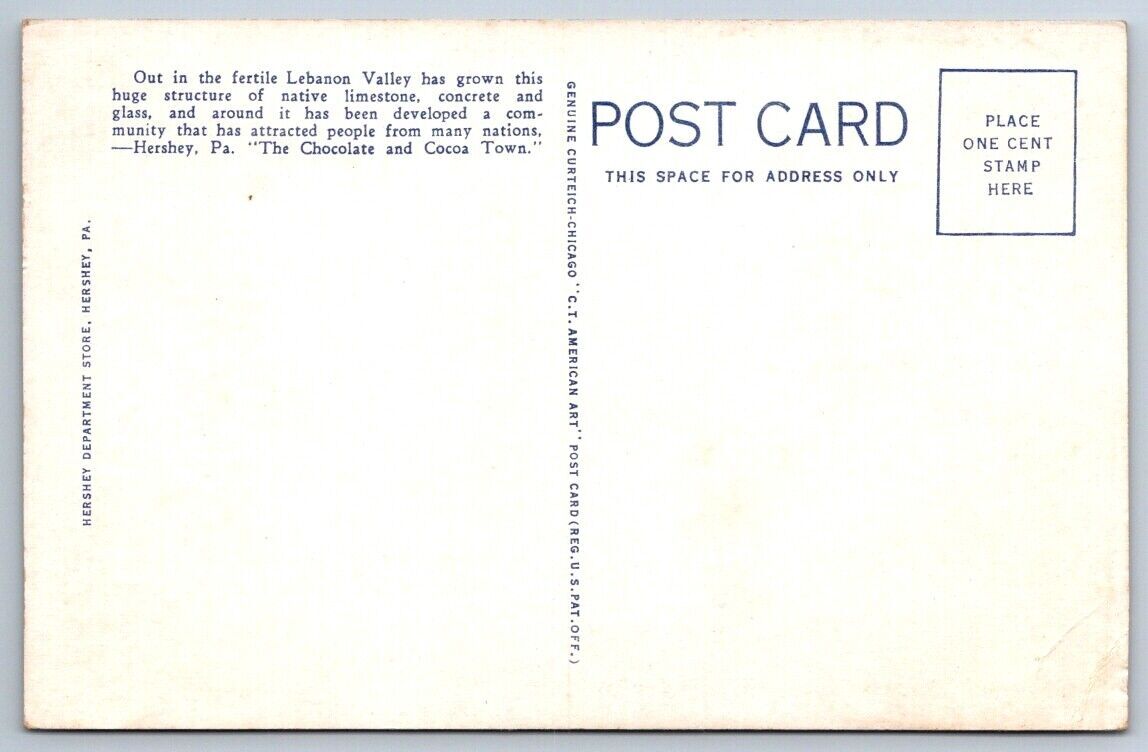 Out in the fertile Lebanon Valley has grown this
huge structure of native limestone, concrete and
glass, and around it has been developed a com-
munity that has attracted people from many nations,
—Hershey, Pa. "The Chocolate and Cocoa Town."
HERSHEY DEPARTMENT STORE, HERSHEY, PA.
GENUINE CURTEICH-CHICAGO "C.T. AMERICAN ART" POST CARD (REG. U.S. PAT. OFF.)
POST CARD
THIS SPACE FOR ADDRESS ONLY
PLACE
ONE CENT
STAMP
HERE